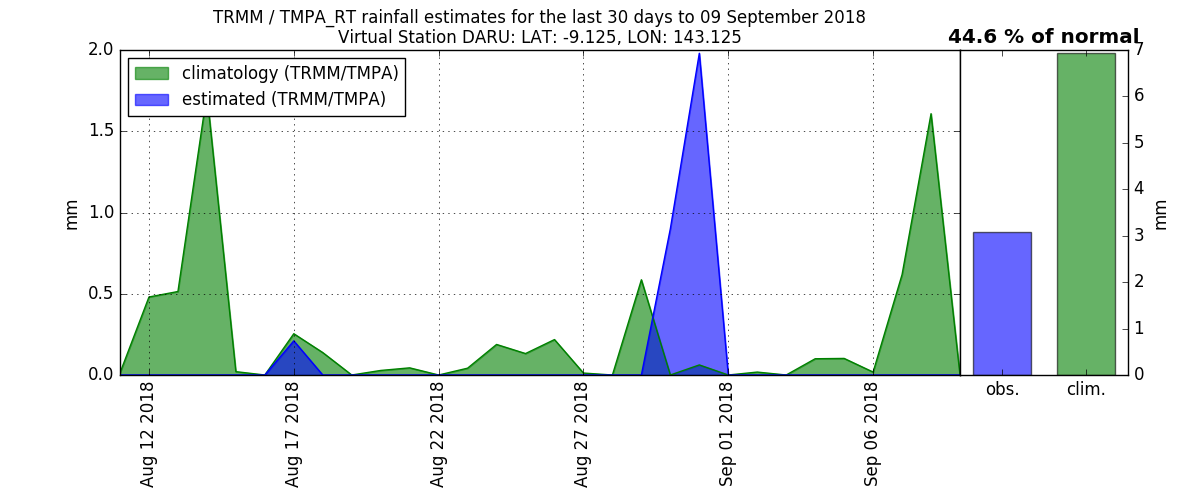 TRMM / TMPA_RT rainfall estimates for the last 30 days to 09 September 2018
Virtual Station DARU: LAT: -9.125, LON: 143.125
44.6 % of normal
climatology (TRMM/TMPA)
estimated (TRMM/TMPA)
2.0
1.5
1.0
0.5
0.0
mm
Aug 12 2018
Aug 17 2018
Aug 22 2018
Aug 27 2018
Sep 01 2018
Sep 06 2018
obs.
clim.
7
6
5
4
3
2
1
0
mm